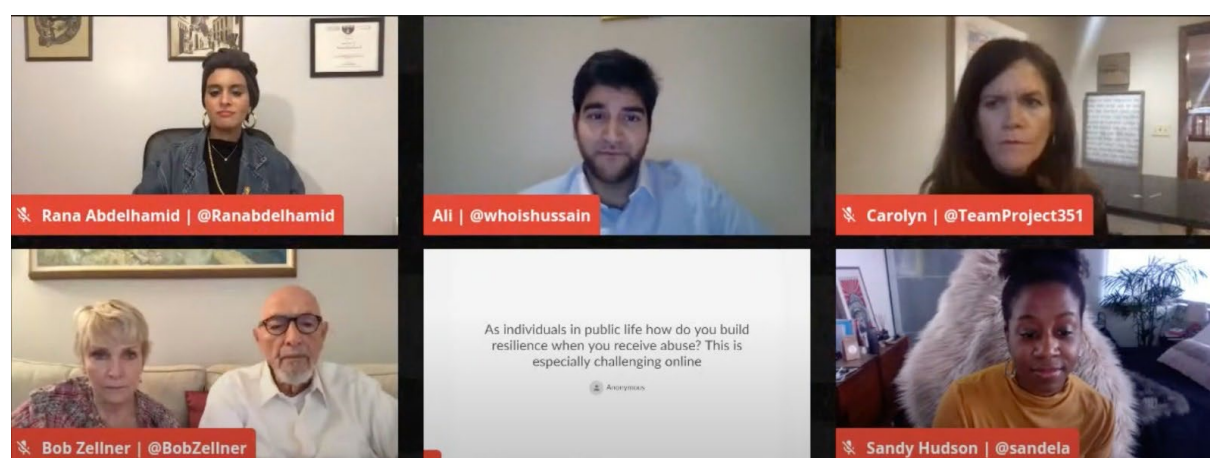 Rana Abdelhamid | @Ranabdelhamid
Ali | @whoishussain
Carolyn | @TeamProject351
Bob Zellner | @BobZellner
As individuals in public life how do you build
resilience when you receive abuse? This is
especially challenging online
Anonymous
Sandy Hudson | @sandela